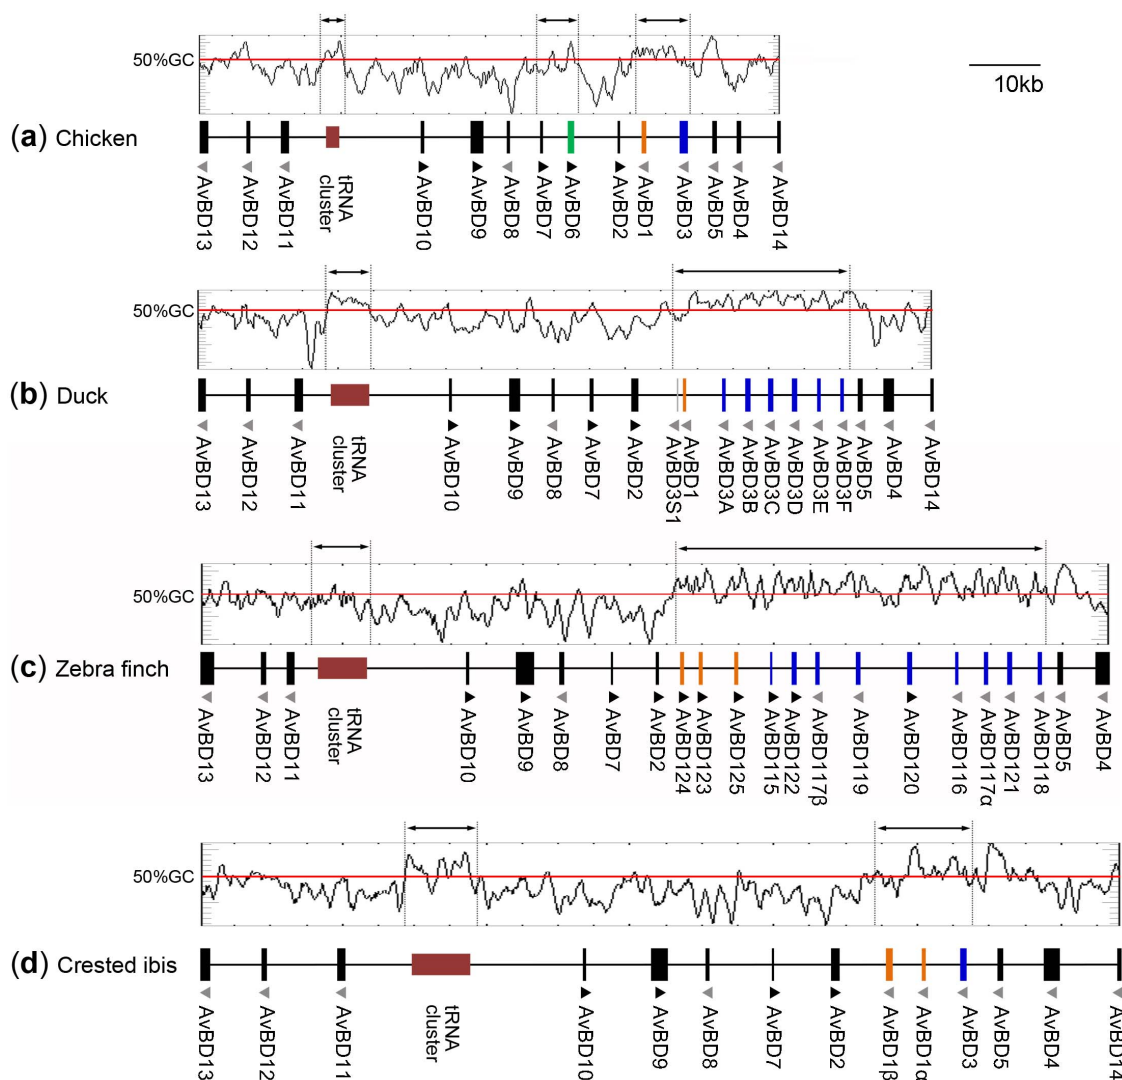 50%GC
10kb
(a) Chicken
AvBD13
AvBD12
AvBD11
tRNA
cluster
AvBD10
AvBD9
AvBD8
AvBD7
AvBD6
AvBD2
AvBD1
AvBD3
AvBD5
AvBD4
AvBD14
50%GC
(b) Duck
AvBD13
AvBD12
AvBD11
tRNA
cluster
AvBD10
AvBD9
AvBD8
AvBD7
AvBD2
AvBD3S1
AvBD1
AvBD3A
AvBD3B
AvBD3C
AvBD3D
AvBD3E
AvBD3F
AvBD5
AvBD4
AvBD14
50%GC
(c) Zebra finch
AvBD13
AvBD12
AvBD11
tRNA
cluster
AvBD10
AvBD9
AvBD8
AvBD7
AvBD2
AvBD124
AvBD123
AvBD125
AvBD115
AvBD122
AvBD117β
AvBD119
AvBD120
AvBD116
AvBD117α
AvBD121
AvBD118
AvBD5
AvBD4
50%GC
(d) Crested ibis
AvBD13
AvBD12
AvBD11
tRNA
cluster
AvBD10
AvBD9
AvBD8
AvBD7
AvBD2
AvBD1β
AvBD1α
AvBD3
AvBD5
AvBD4
AvBD14